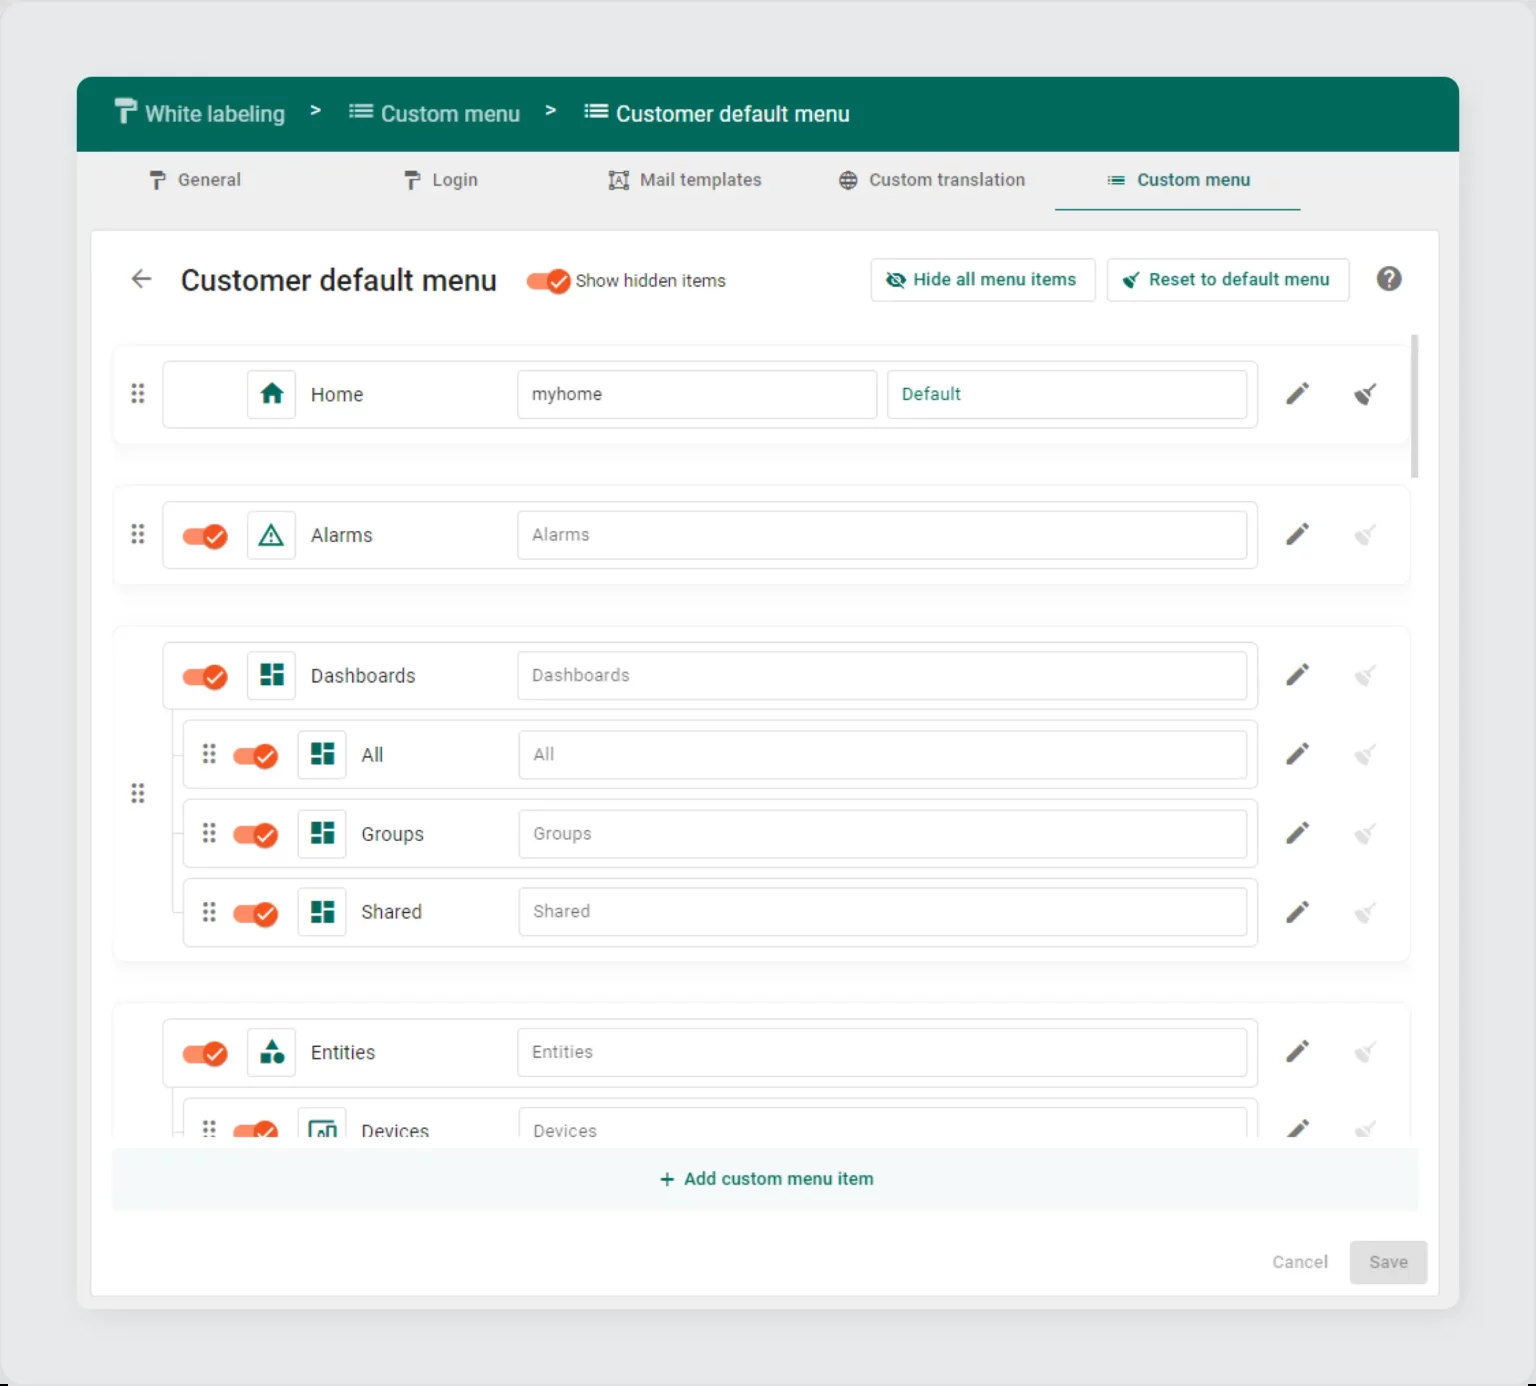 White labeling > Custom menu > Customer default menu
General Login Mail templates Custom translation Custom menu
Customer default menu Show hidden items Hide all menu items Reset to default menu
Home myhome Default
Alarms Alarms
Dashboards Dashboards
All All
Groups Groups
Shared Shared
Entities Entities
Devices Devices
+ Add custom menu item
Cancel Save